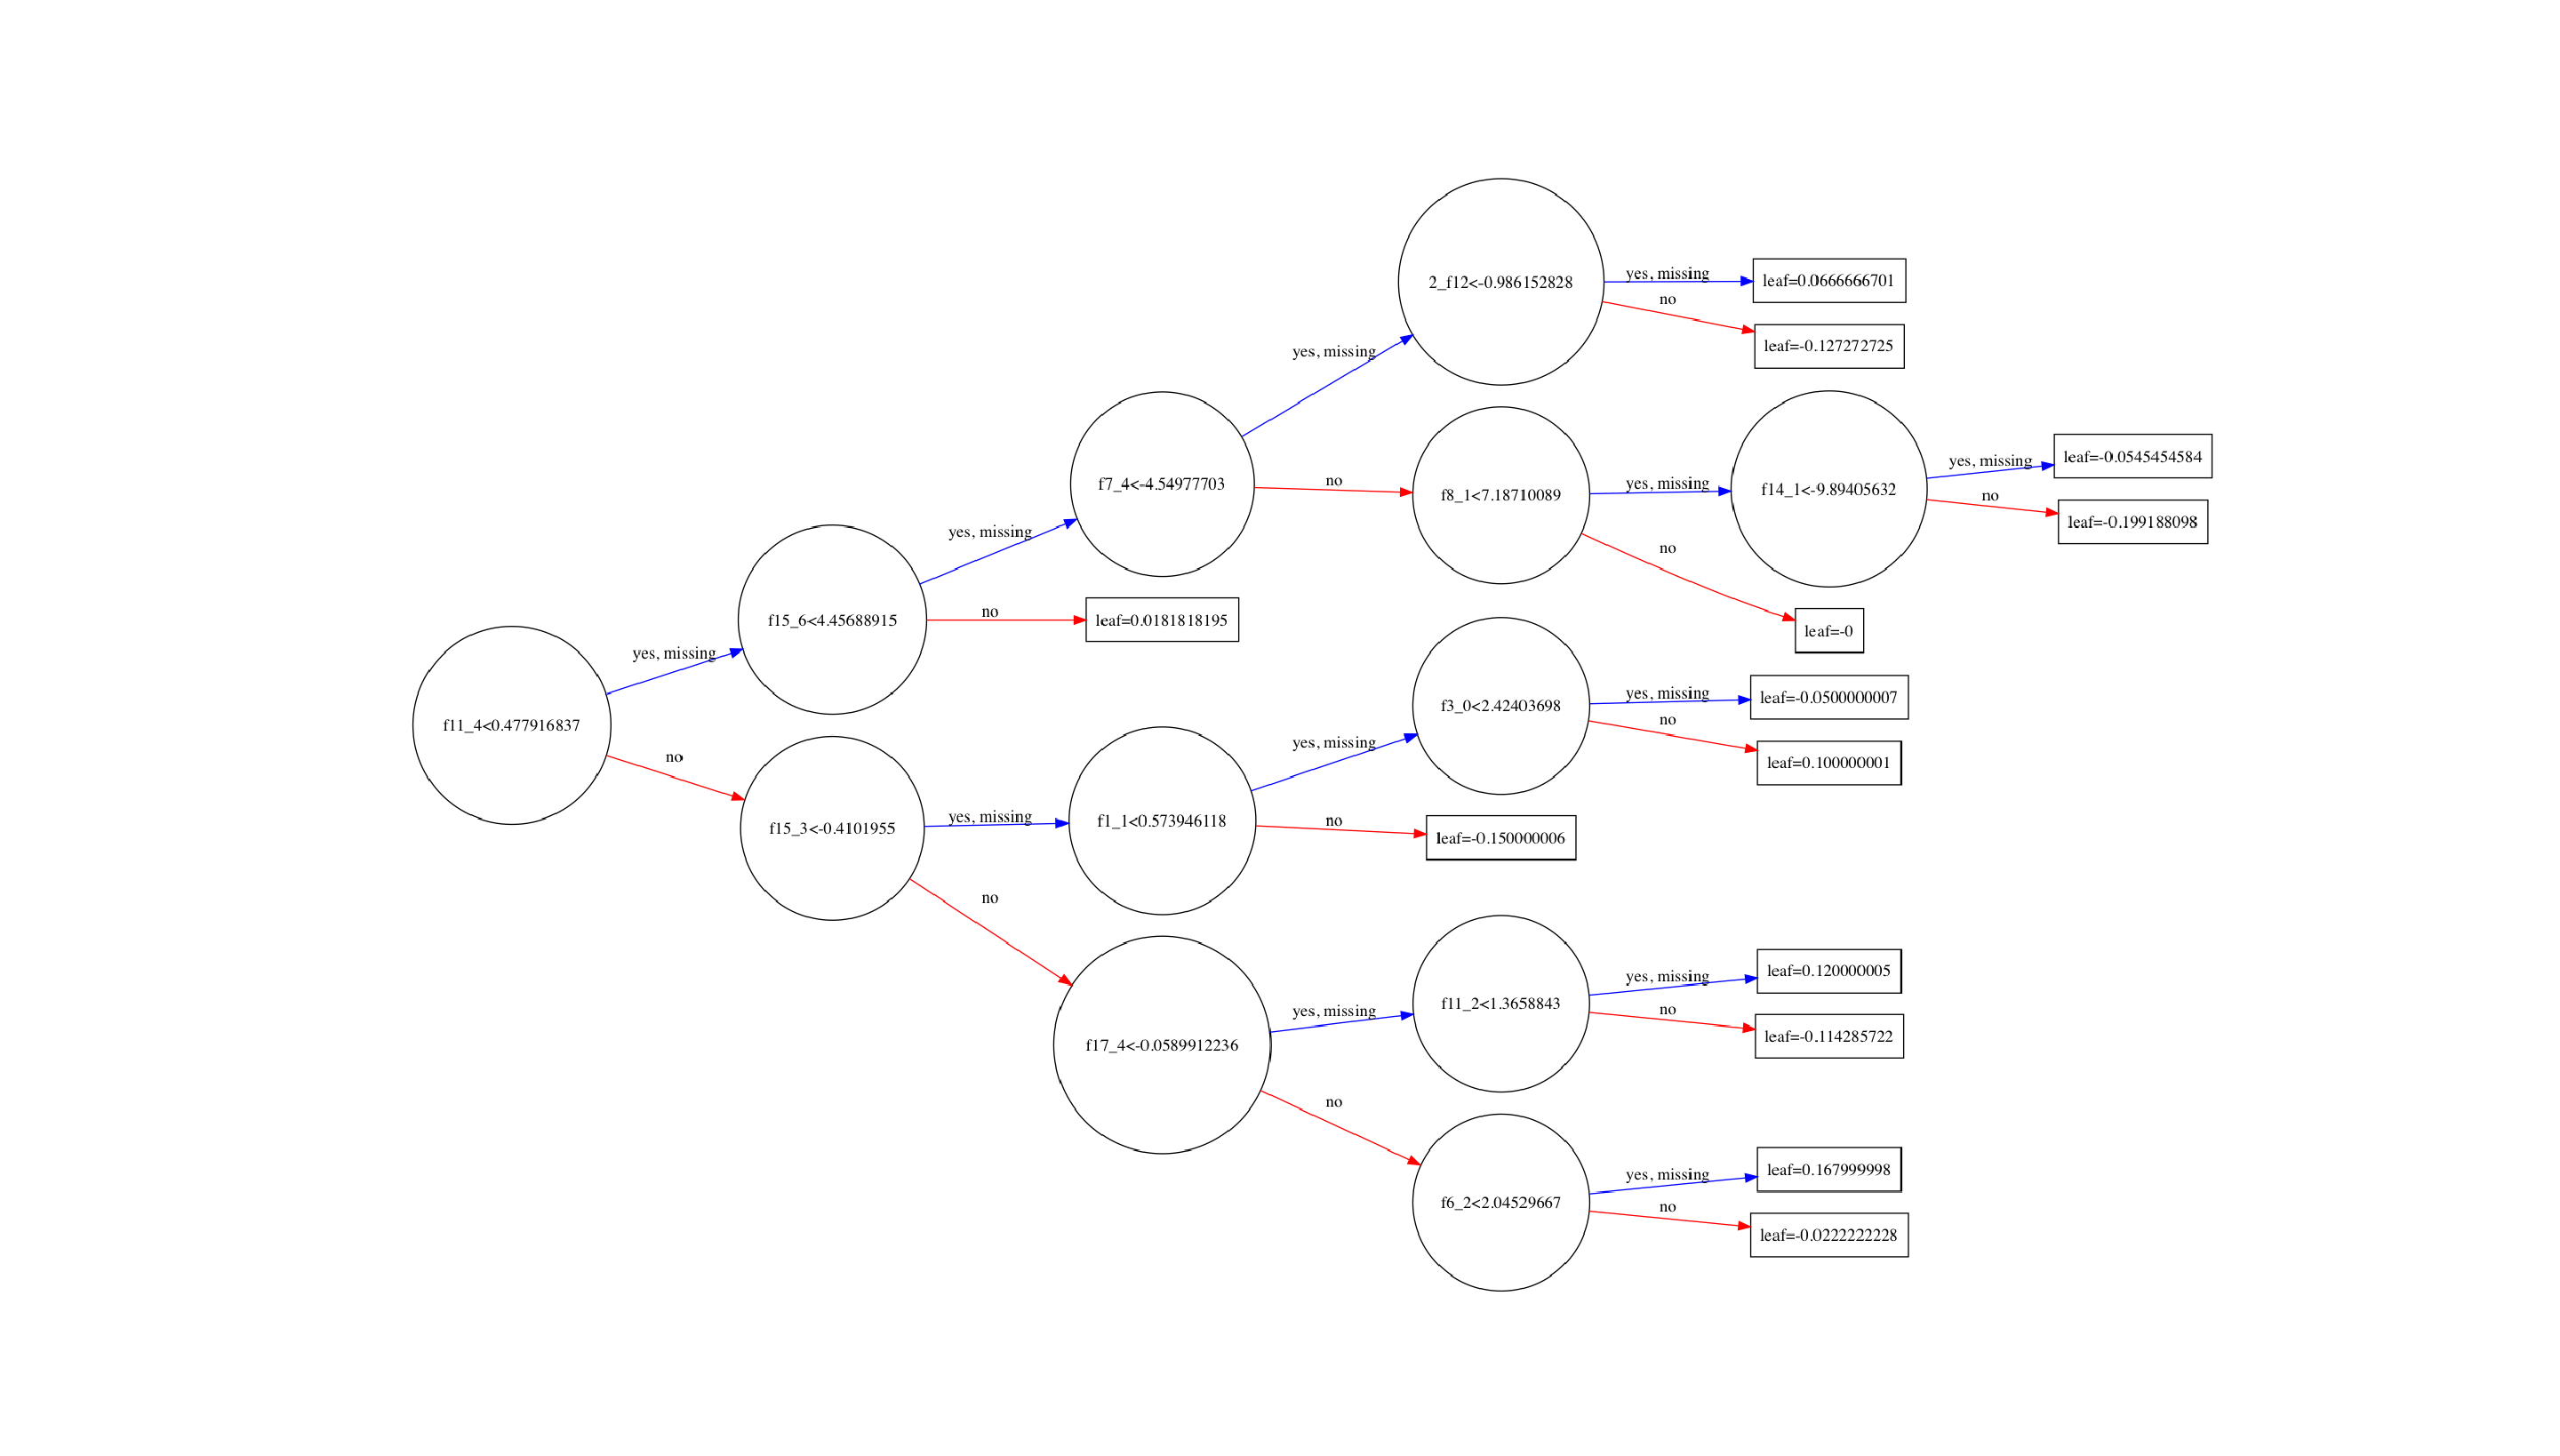 2_f12<-0.986152828
yes, missing
leaf=0.0666666701
no
leaf=-0.127272725
yes, missing
f7_4<-4.54977703
no
f8_1<7.18710089
yes, missing
f14_1<-9.89405632
yes, missing
leaf=-0.0545454584
no
leaf=-0.199188098
yes, missing
no
f15_6<4.45688915
no
leaf=0.0181818195
leaf=-0
yes, missing
f3_0<2.42403698
yes, missing
leaf=-0.0500000007
no
leaf=0.100000001
f11_4<0.477916837
yes, missing
no
f15_3<-0.4101955
yes, missing
f1_1<0.573946118
no
leaf=-0.150000006
no
yes, missing
f11_2<1.3658843
yes, missing
leaf=0.120000005
no
leaf=-0.114285722
f17_4<-0.0589912236
no
yes, missing
leaf=0.167999998
f6_2<2.04529667
no
leaf=-0.0222222228